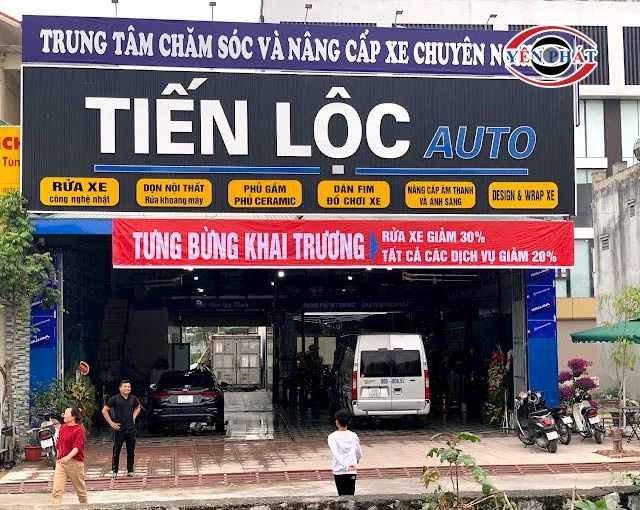 TRUNG TÂM CHĂM SÓC VÀ NÂNG CẤP XE CHUYÊN
YÊN PHÁT
TIẾN LỘC AUTO
RỬA XE
công nghệ nhật
DỌN NỘI THẤT
Rửa khoang máy
PHỦ GẦM
PHỦ CERAMIC
DÁN FIM
ĐỒ CHƠI XE
NÂNG CẤP ÂM THANH
VÀ ÁNH SÁNG
DESIGN & WRAP XE
TƯNG BỪNG KHAI TRƯƠNG
RỬA XE GIẢM 30%
TẤT CẢ CÁC DỊCH VỤ GIẢM 20%